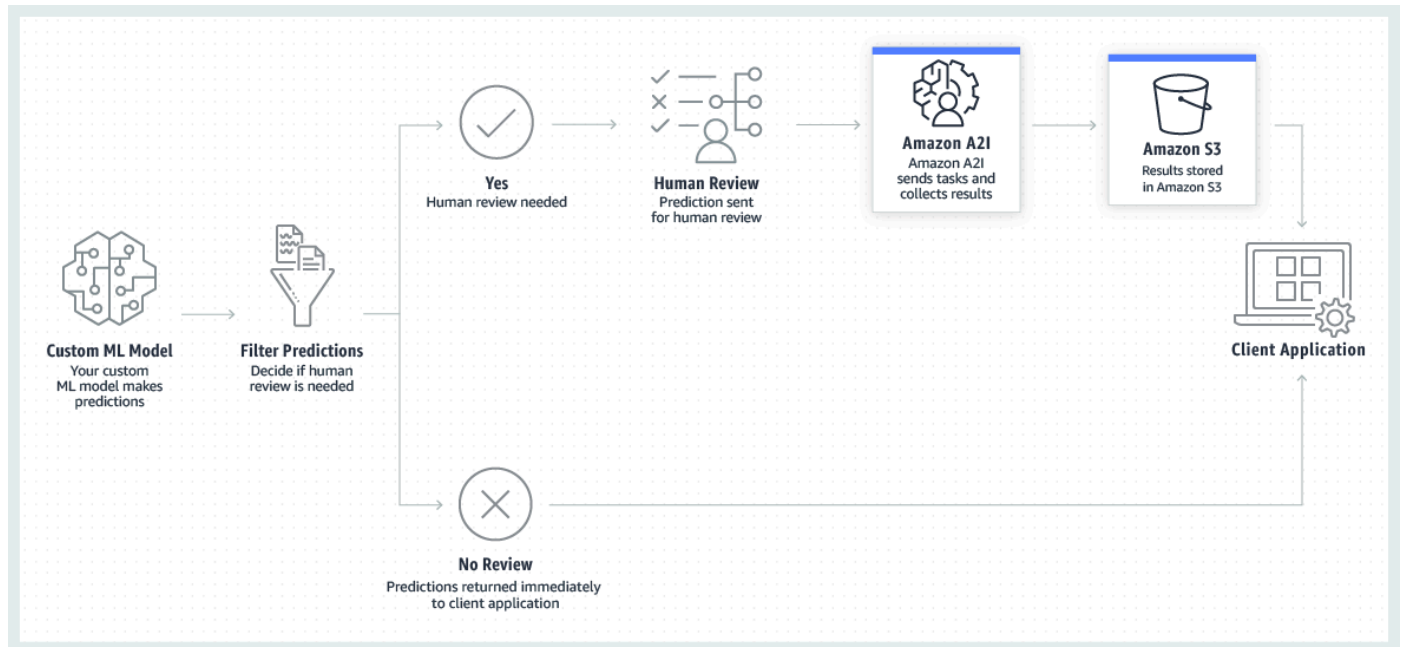 Custom ML Model
Your custom
ML model makes
predictions
Filter Predictions
Decide if human
review is needed
Yes
Human review needed
Human Review
Prediction sent
for human review
Amazon A2I
Amazon A2I
sends tasks and
collects results
Amazon S3
Results stored
in Amazon S3
Client Application
No Review
Predictions returned immediately
to client application